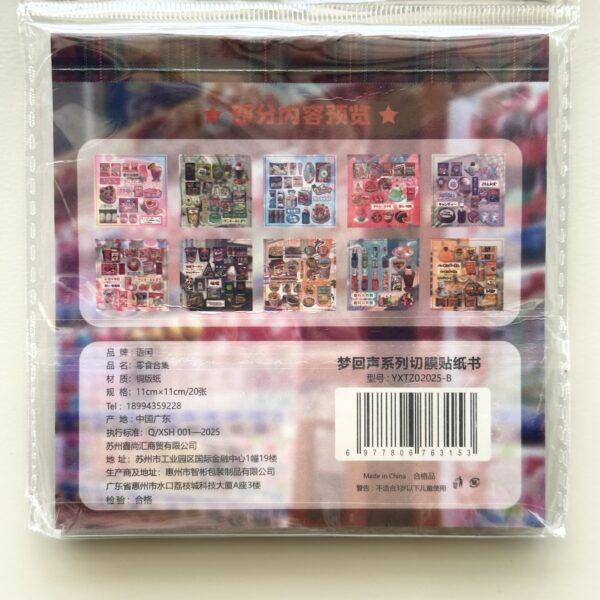 ★ 部分内容预览 ★
品 牌：语闲
品 名：零食合集
材 质：铜版纸
规 格：11cm×11cm/20张
Tel：18994359228
产 地：中国广东
执行标准：Q/XSH 001—2025
苏州鑫尚汇商贸有限公司
地 址：苏州市工业园区国际金融中心1幢19楼
生产商及地址：惠州市智彬包装制品有限公司
广东省惠州市水口荔枝城科技大厦A座3楼
检验：合格
梦回声系列切膜贴纸书
型号：YXTZ02025-B
6 977806 763153
Made in China 合格品
警告：不适合3岁以下儿童使用